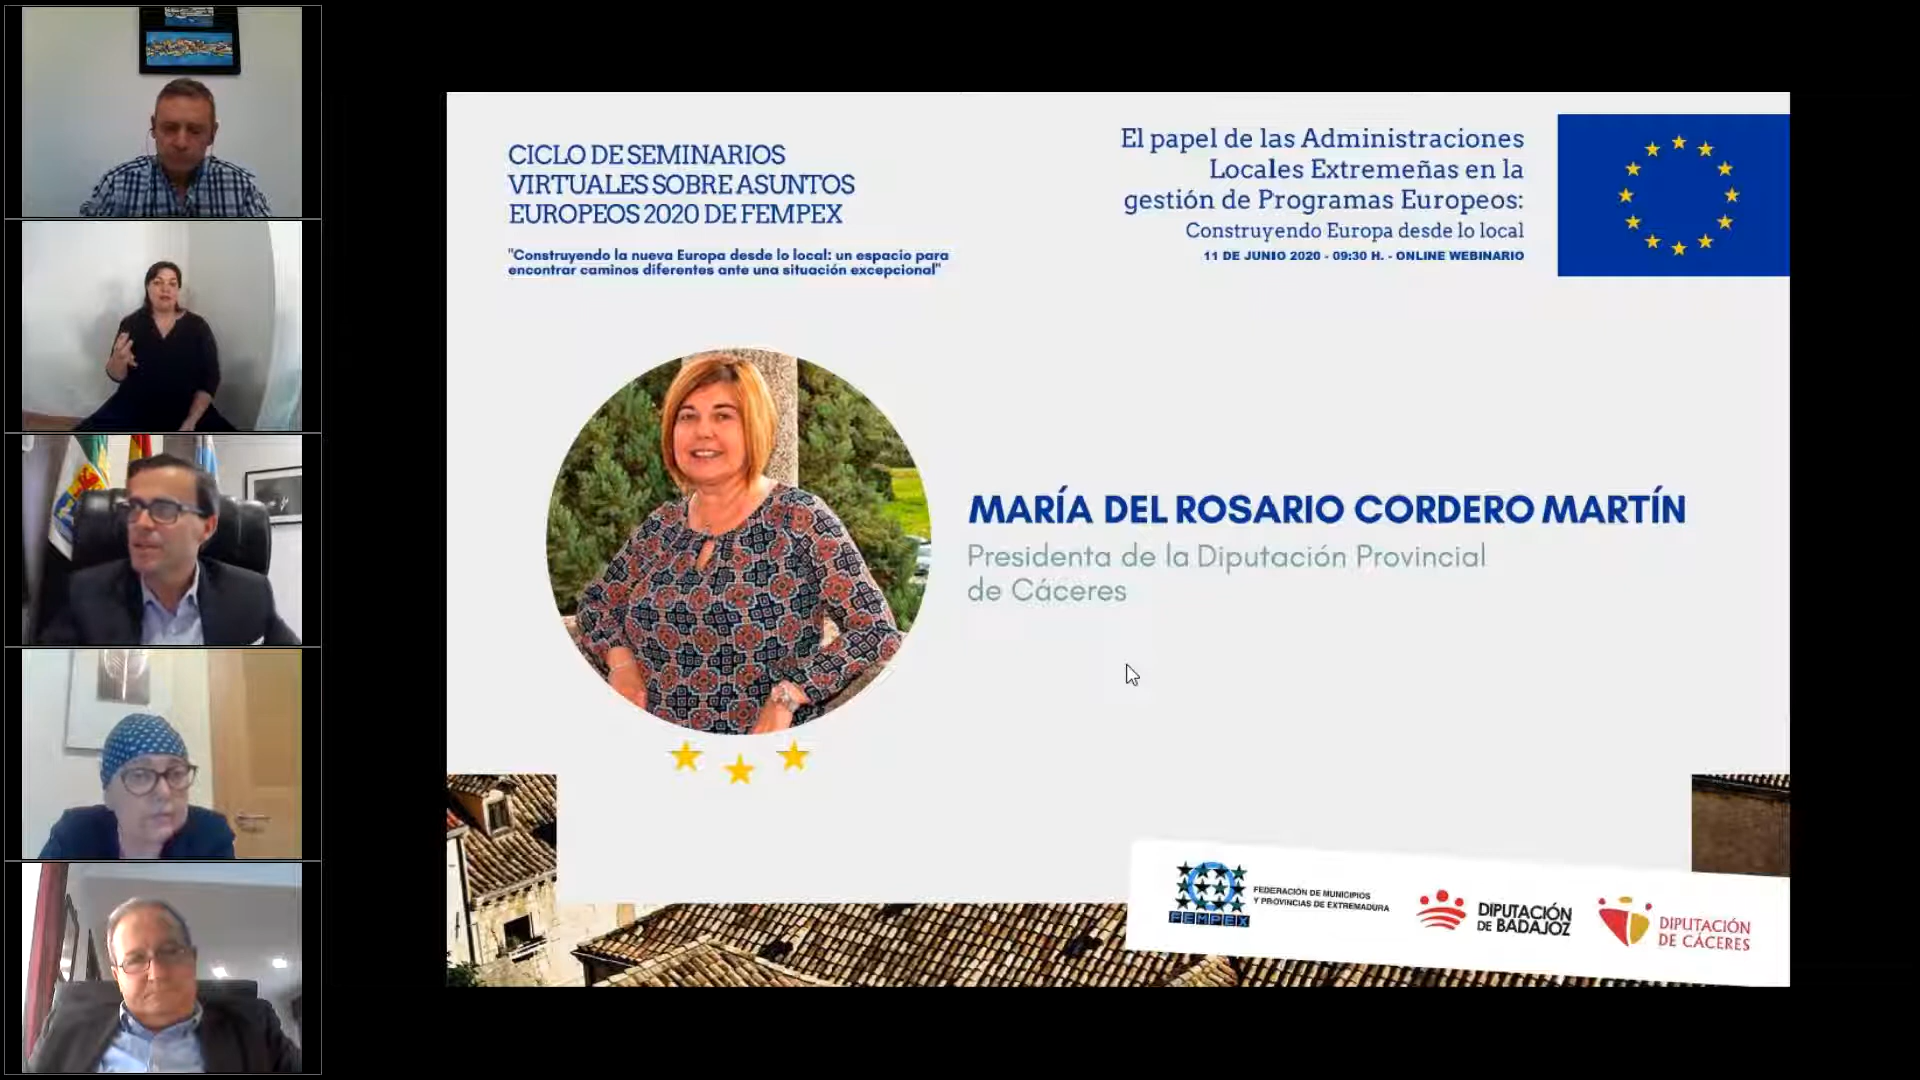 CICLO DE SEMINARIOS
VIRTUALES SOBRE ASUNTOS
EUROPEOS 2020 DE FEMPEX
"Construyendo la nueva Europa desde lo local: un espacio para
encontrar caminos diferentes ante una situación excepcional"
El papel de las Administraciones
Locales Extremeñas en la
gestión de Programas Europeos:
Construyendo Europa desde lo local
11 DE JUNIO 2020 - 09:30 H. - ONLINE WEBINARIO
MARÍA DEL ROSARIO CORDERO MARTÍN
Presidenta de la Diputación Provincial
de Cáceres
FEMPEX
FEDERACIÓN DE MUNICIPIOS
Y PROVINCIAS DE EXTREMADURA
DIPUTACIÓN
DE BADAJOZ
DIPUTACIÓN
DE CÁCERES